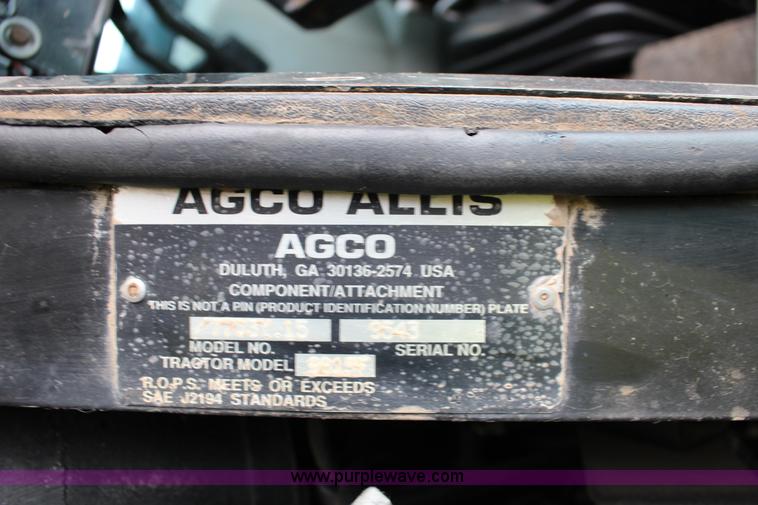 AGCO ALLIS
AGCO
DULUTH, GA 30136-2574 USA
COMPONENT/ATTACHMENT
THIS IS NOT A PIN (PRODUCT IDENTIFICATION NUMBER) PLATE
9543
MODEL NO. SERIAL NO.
TRACTOR MODEL
R.O.P.S. MEETS OR EXCEEDS
SAE J2194 STANDARDS
www.purplewave.com